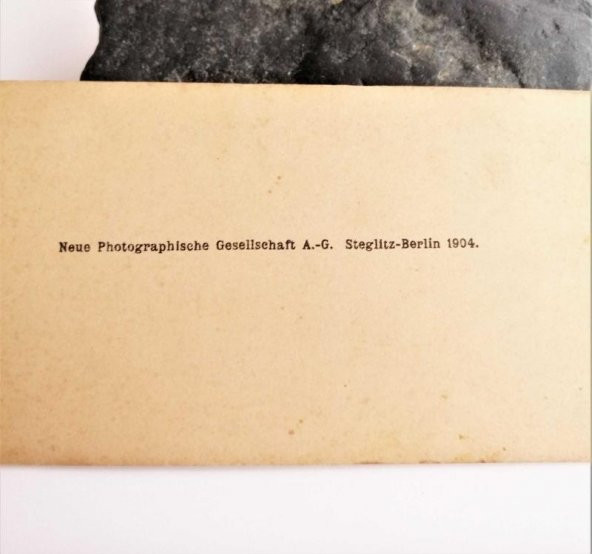 Neue Photographische Gesellschaft A.-G. Steglitz-Berlin 1904.